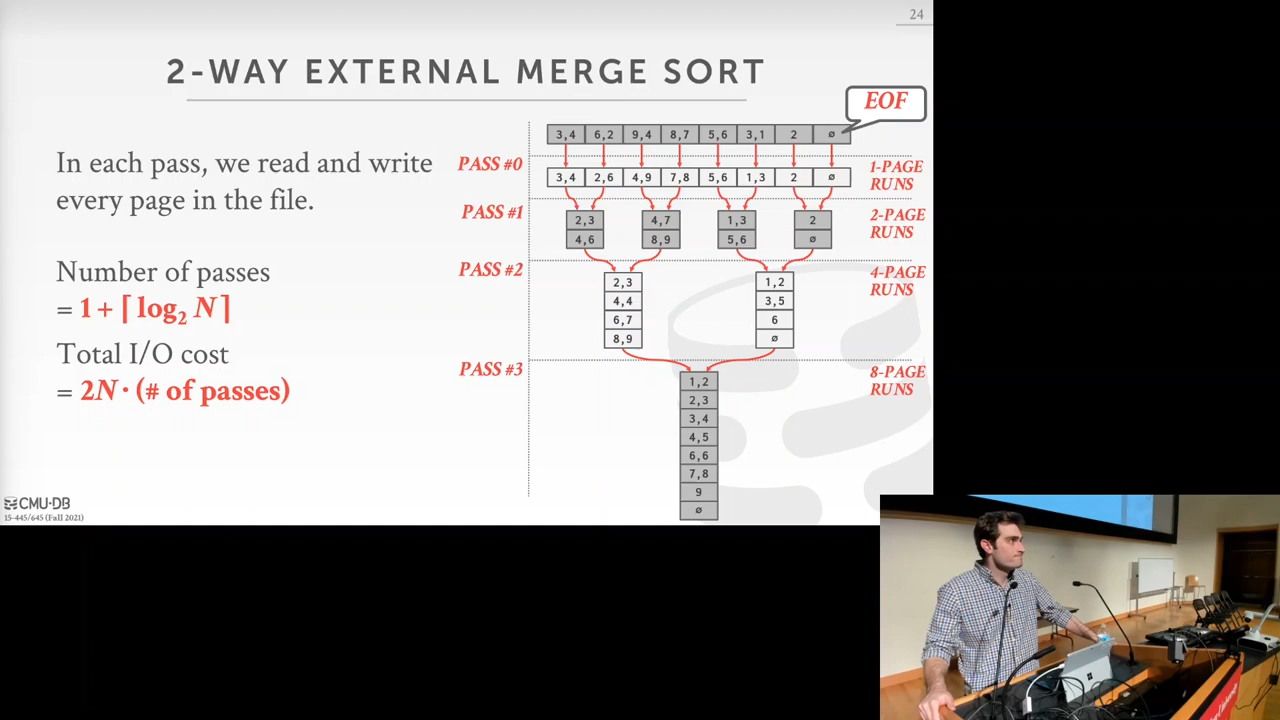 24
2-WAY EXTERNAL MERGE SORT
EOF
In each pass, we read and write
every page in the file.
Number of passes
= 1 + ⌈ log₂ N ⌉
Total I/O cost
= 2N · (# of passes)
3,4 6,2 9,4 8,7 5,6 3,1 2 ∅
PASS #0
1-PAGE
RUNS
3,4 2,6 4,9 7,8 5,6 1,3 2 ∅
PASS #1
2-PAGE
RUNS
2,3 4,7 1,3 2
4,6 8,9 5,6 ∅
PASS #2
4-PAGE
RUNS
2,3 1,2
4,4 3,5
6,7 6
8,9 ∅
PASS #3
8-PAGE
RUNS
1,2
2,3
3,4
4,5
6,6
7,8
9
∅
CMU·DB
15-445/645 (Fall 2021)